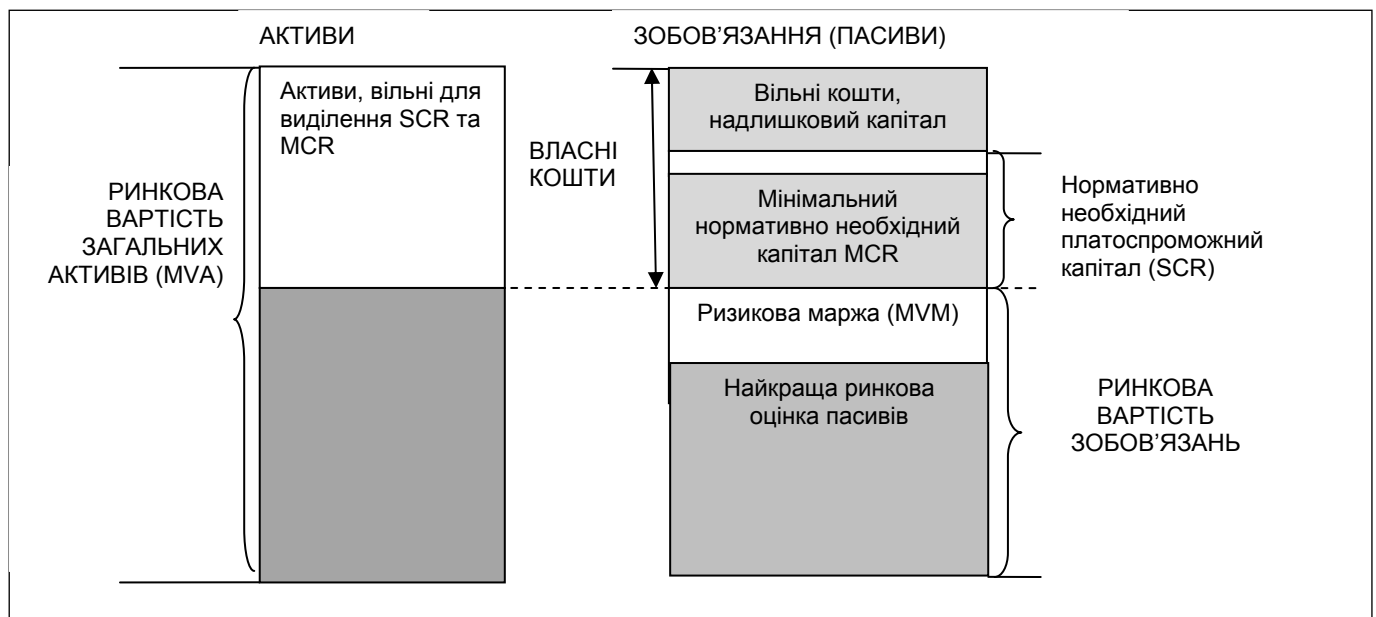 АКТИВИ
ЗОБОВ’ЯЗАННЯ (ПАСИВИ)
Активи, вільні для
виділення SCR та
MCR
РИНКОВА
ВАРТІСТЬ
ЗАГАЛЬНИХ
АКТИВІВ (MVA)
ВЛАСНІ
КОШТИ
Вільні кошти,
надлишковий капітал
Мінімальний
нормативно необхідний
капітал MCR
Нормативно
необхідний
платоспроможний
капітал (SCR)
Ризикова маржа (MVM)
Найкраща ринкова
оцінка пасивів
РИНКОВА
ВАРТІСТЬ
ЗОБОВ’ЯЗАНЬ